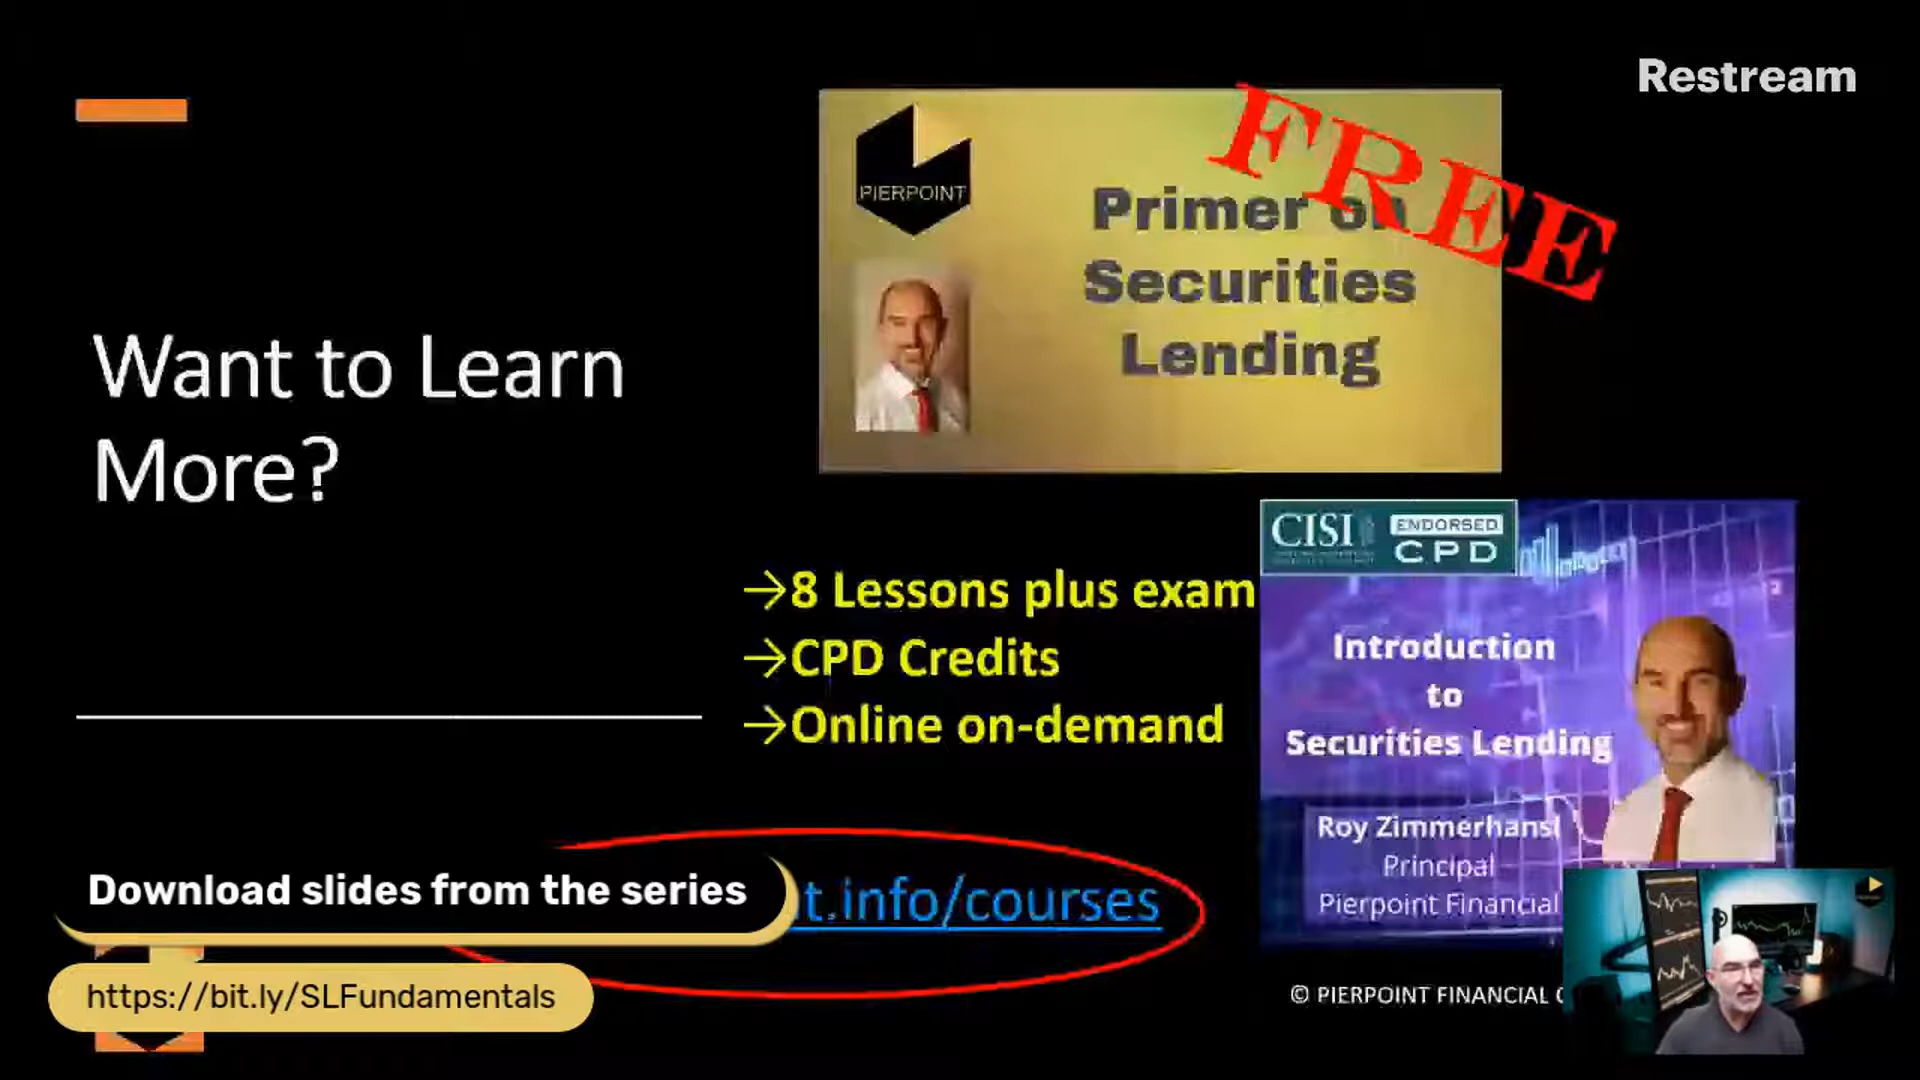 Restream
PIERPOINT
FREE
Primer on
Securities
Lending
Want to Learn
More?
→8 Lessons plus exam
→CPD Credits
→Online on-demand
CISI
ENDORSED
CPD
Introduction
to
Securities Lending
Roy Zimmerhansl
Principal
Pierpoint Financial
Download slides from the series
t.info/courses
https://bit.ly/SLFundamentals
© PIERPOINT FINANCIAL